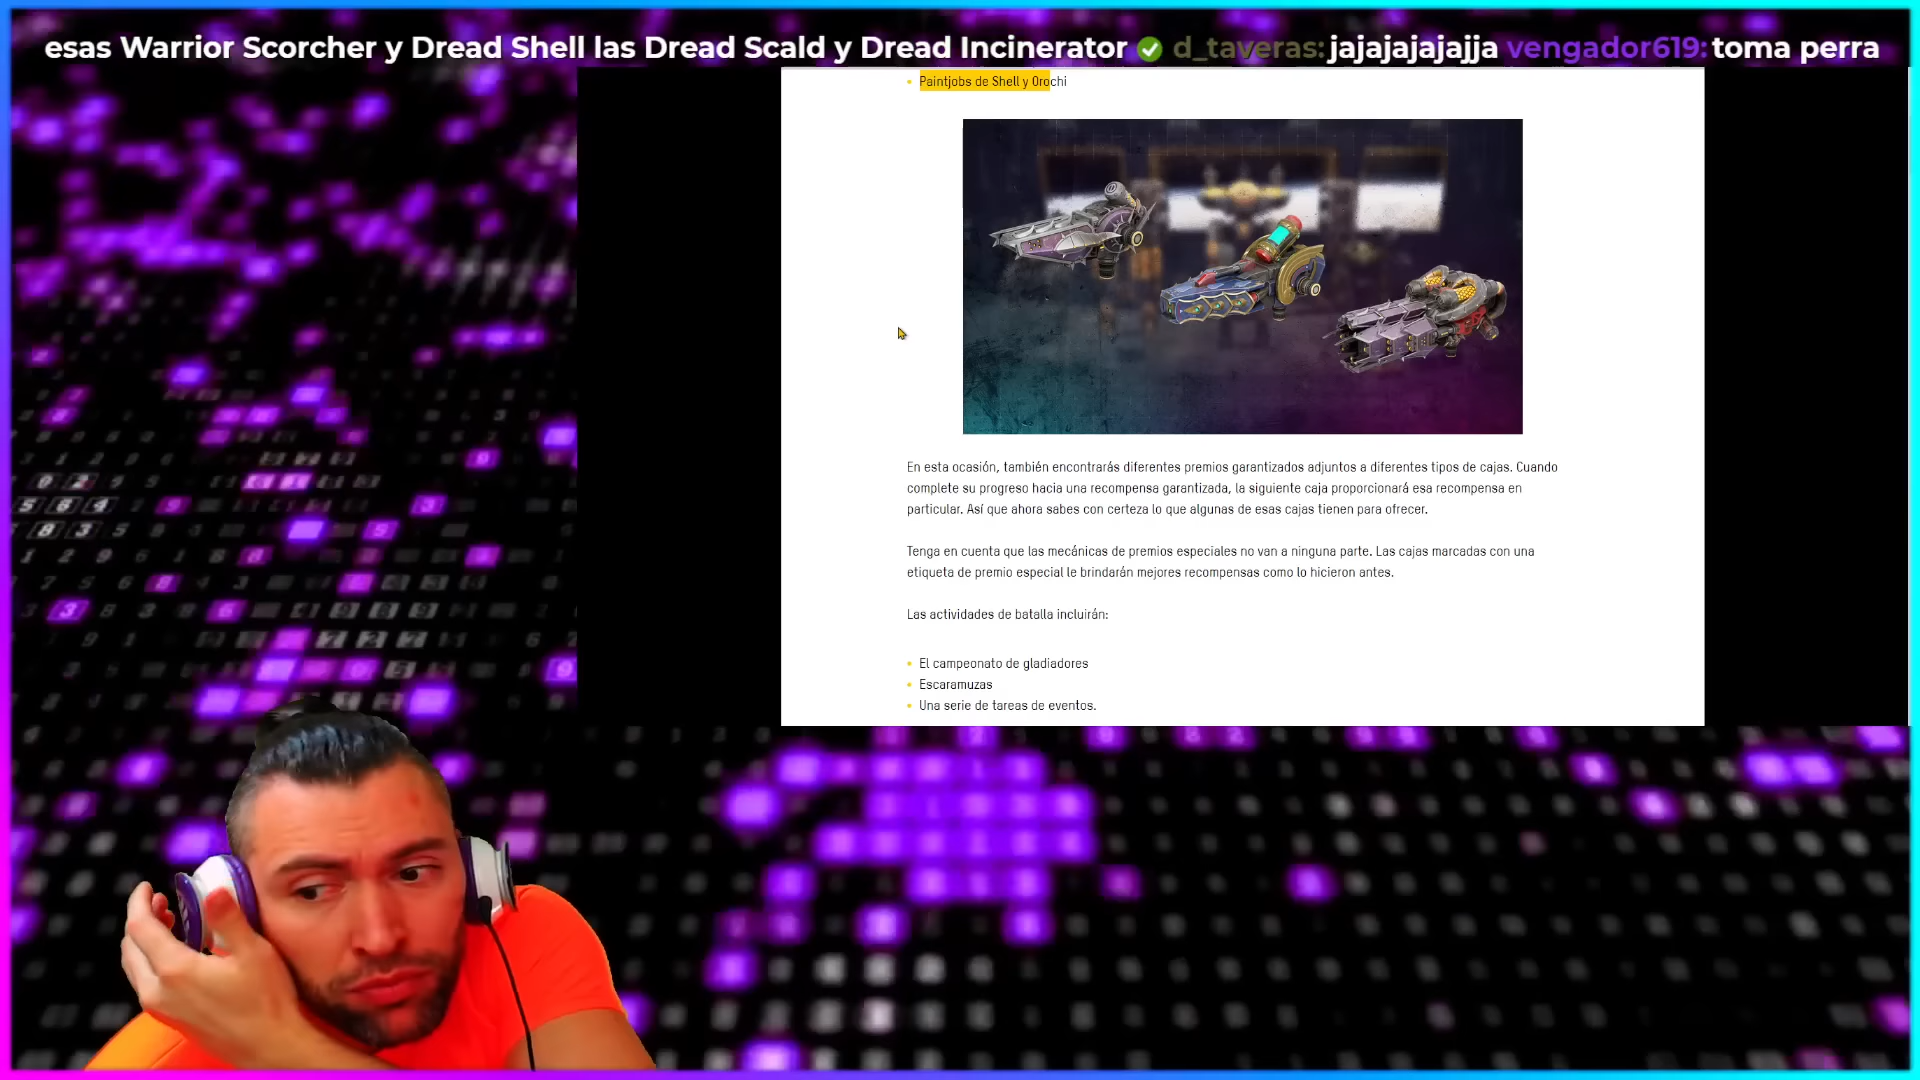 esas Warrior Scorcher y Dread Shell las Dread Scald y Dread Incinerator d_taveras: jajajajajajja vengador619: toma perra
Paintjobs de Shell y Orochi
En esta ocasión, también encontrarás diferentes premios garantizados adjuntos a diferentes tipos de cajas. Cuando
complete su progreso hacia una recompensa garantizada, la siguiente caja proporcionará esa recompensa en
particular. Así que ahora sabes con certeza lo que algunas de esas cajas tienen para ofrecer.
Tenga en cuenta que las mecánicas de premios especiales no van a ninguna parte. Las cajas marcadas con una
etiqueta de premio especial le brindarán mejores recompensas como lo hicieron antes.
Las actividades de batalla incluirán:
El campeonato de gladiadores
Escaramuzas
Una serie de tareas de eventos.